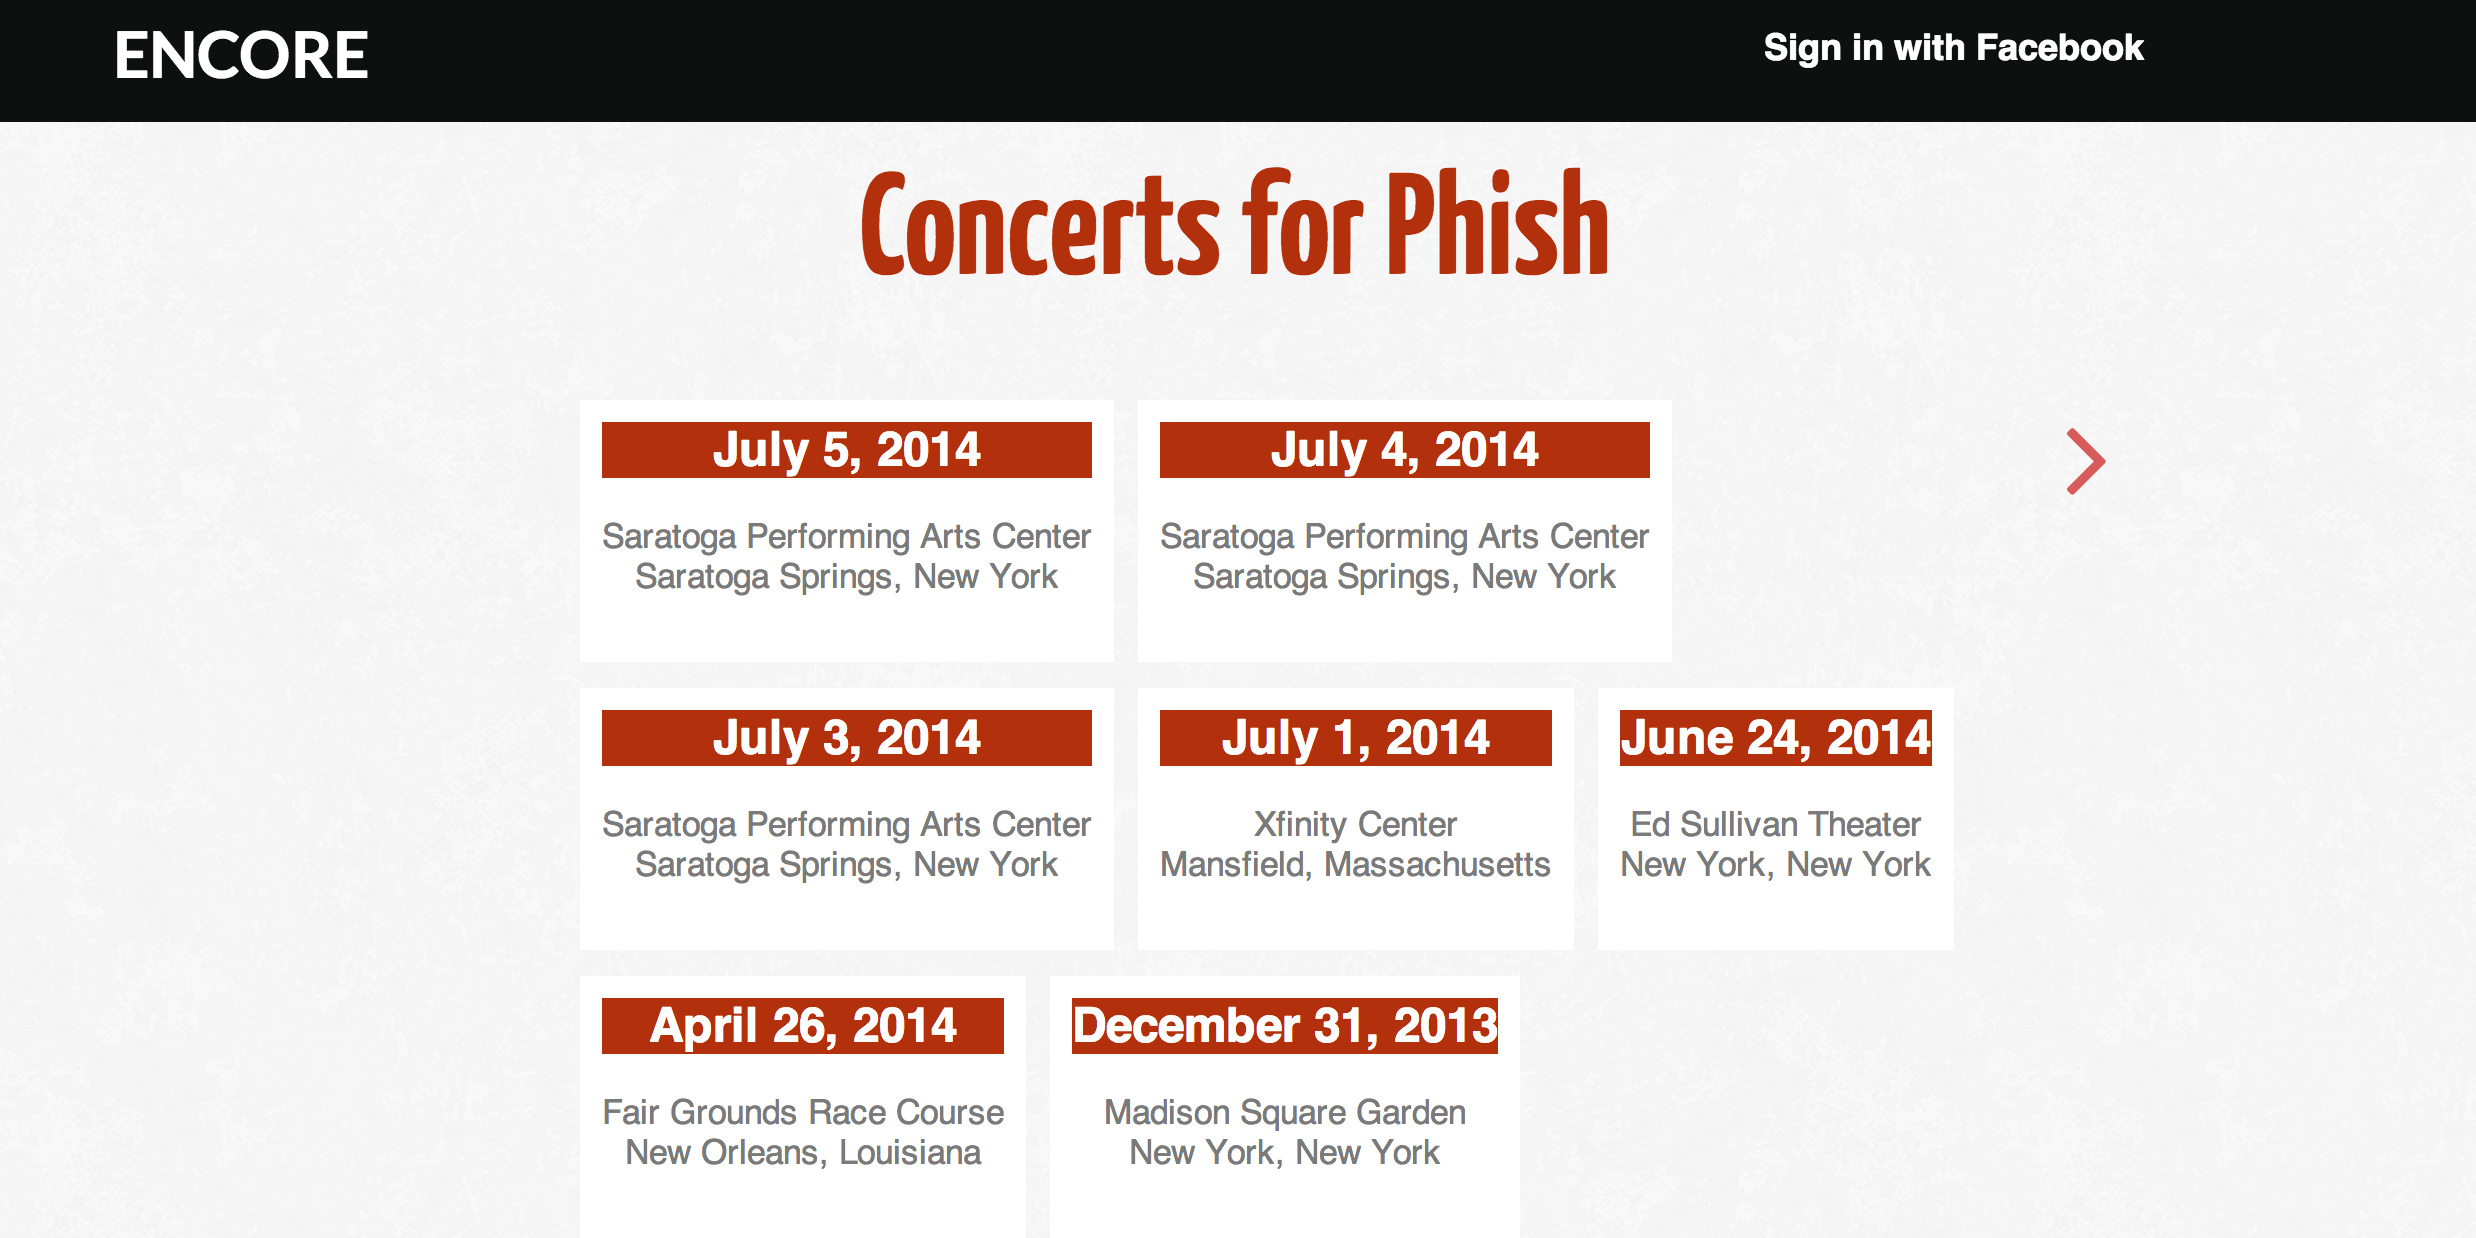 ENCORE
Sign in with Facebook
Concerts for Phish
July 5, 2014
Saratoga Performing Arts Center
Saratoga Springs, New York
July 4, 2014
Saratoga Performing Arts Center
Saratoga Springs, New York
July 3, 2014
Saratoga Performing Arts Center
Saratoga Springs, New York
July 1, 2014
Xfinity Center
Mansfield, Massachusetts
June 24, 2014
Ed Sullivan Theater
New York, New York
April 26, 2014
Fair Grounds Race Course
New Orleans, Louisiana
December 31, 2013
Madison Square Garden
New York, New York